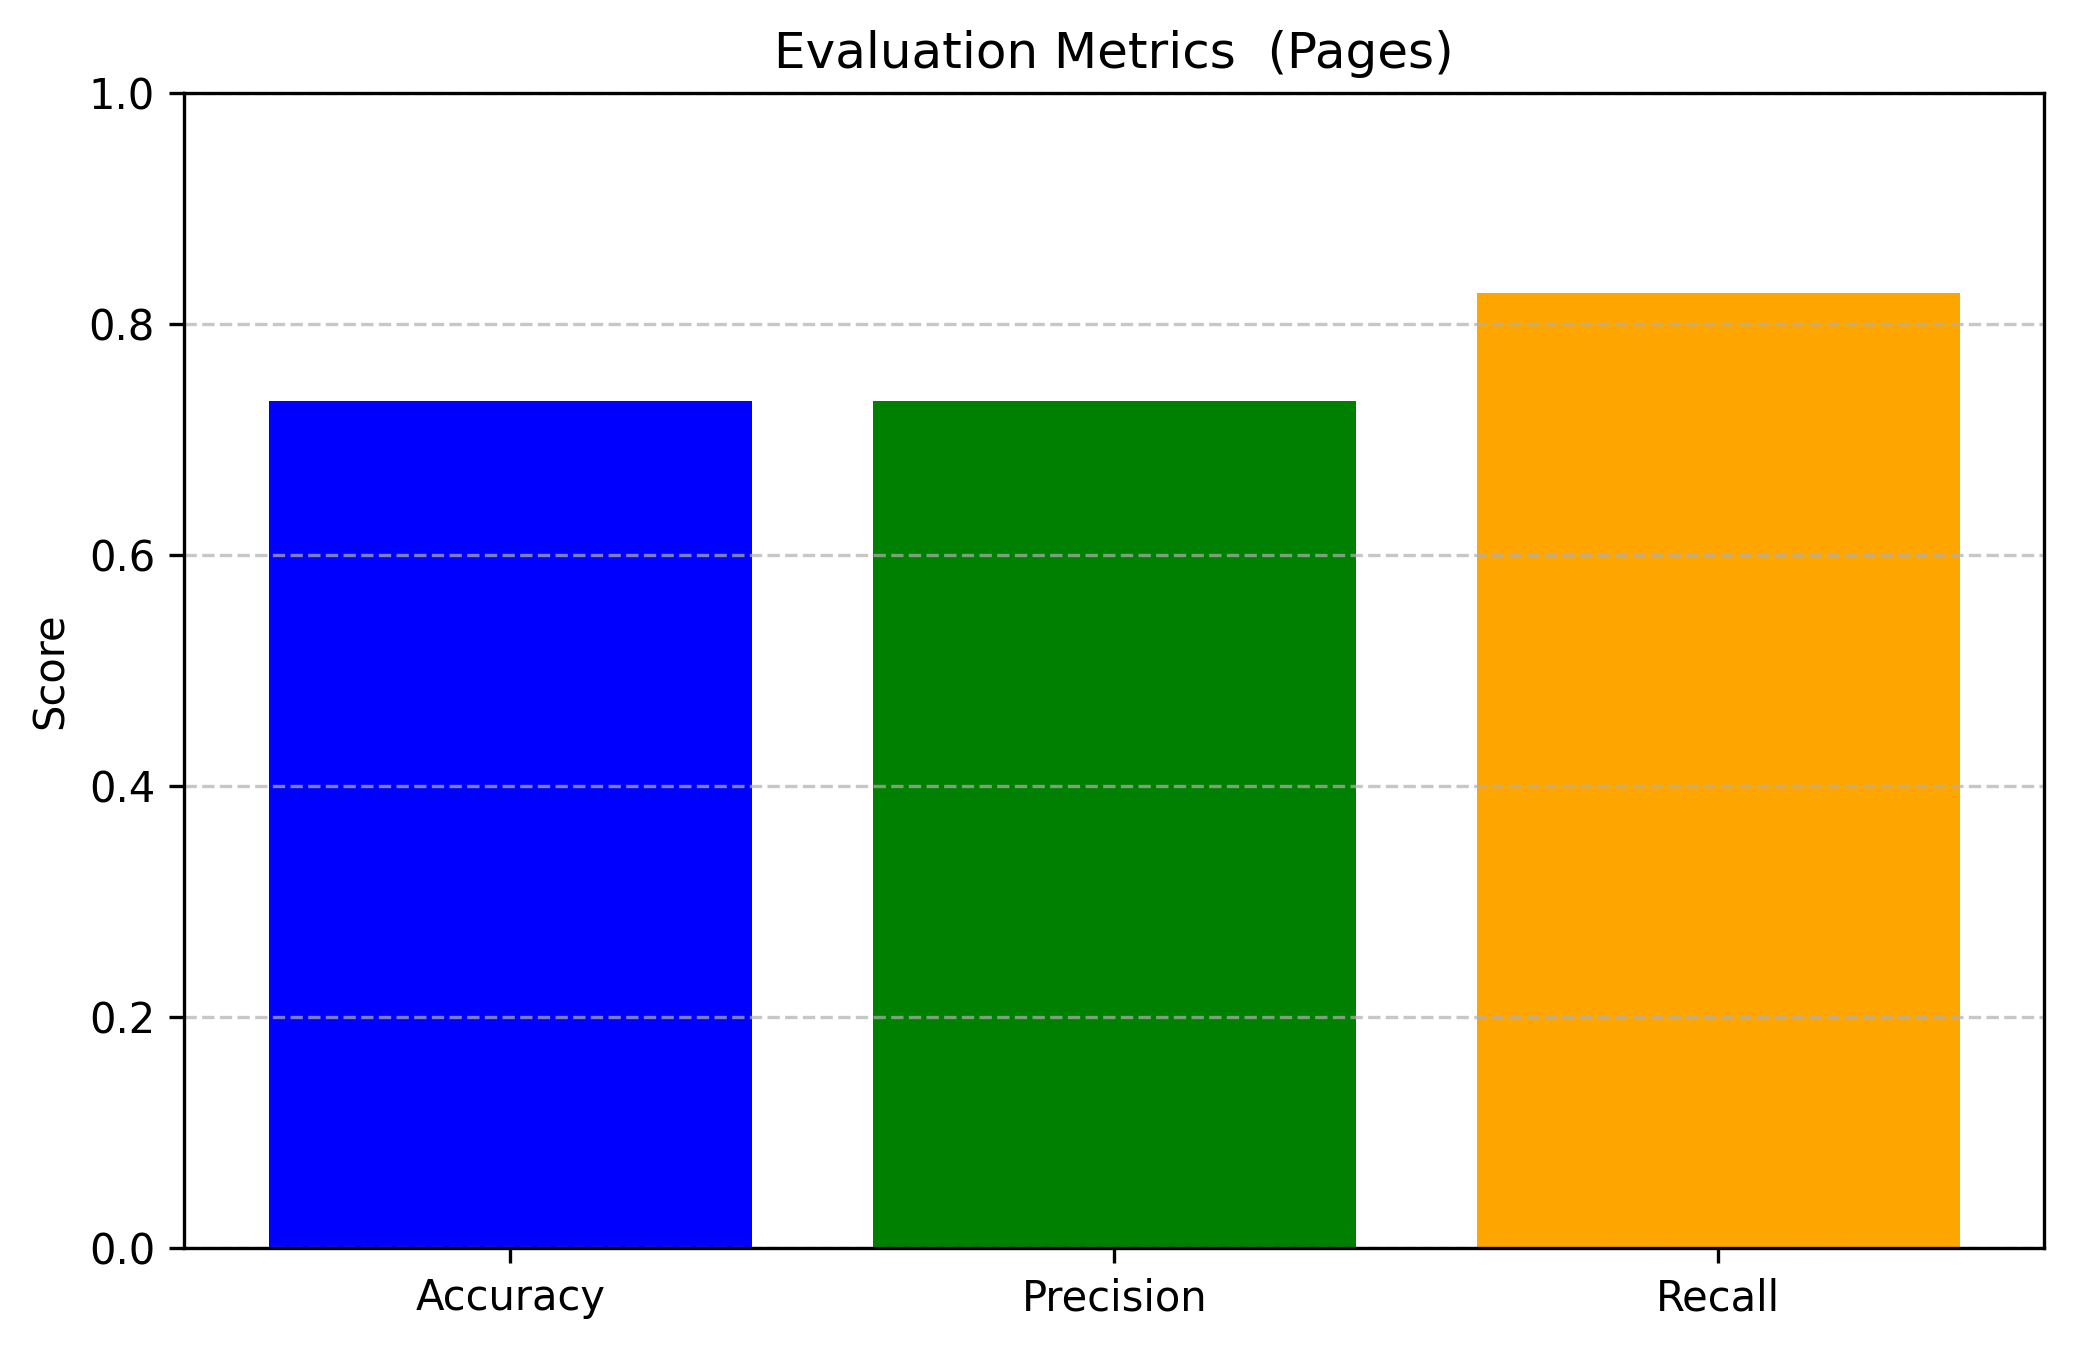 Evaluation Metrics  (Pages)
1.0
0.8
0.6
0.4
0.2
0.0
Score
Accuracy
Precision
Recall